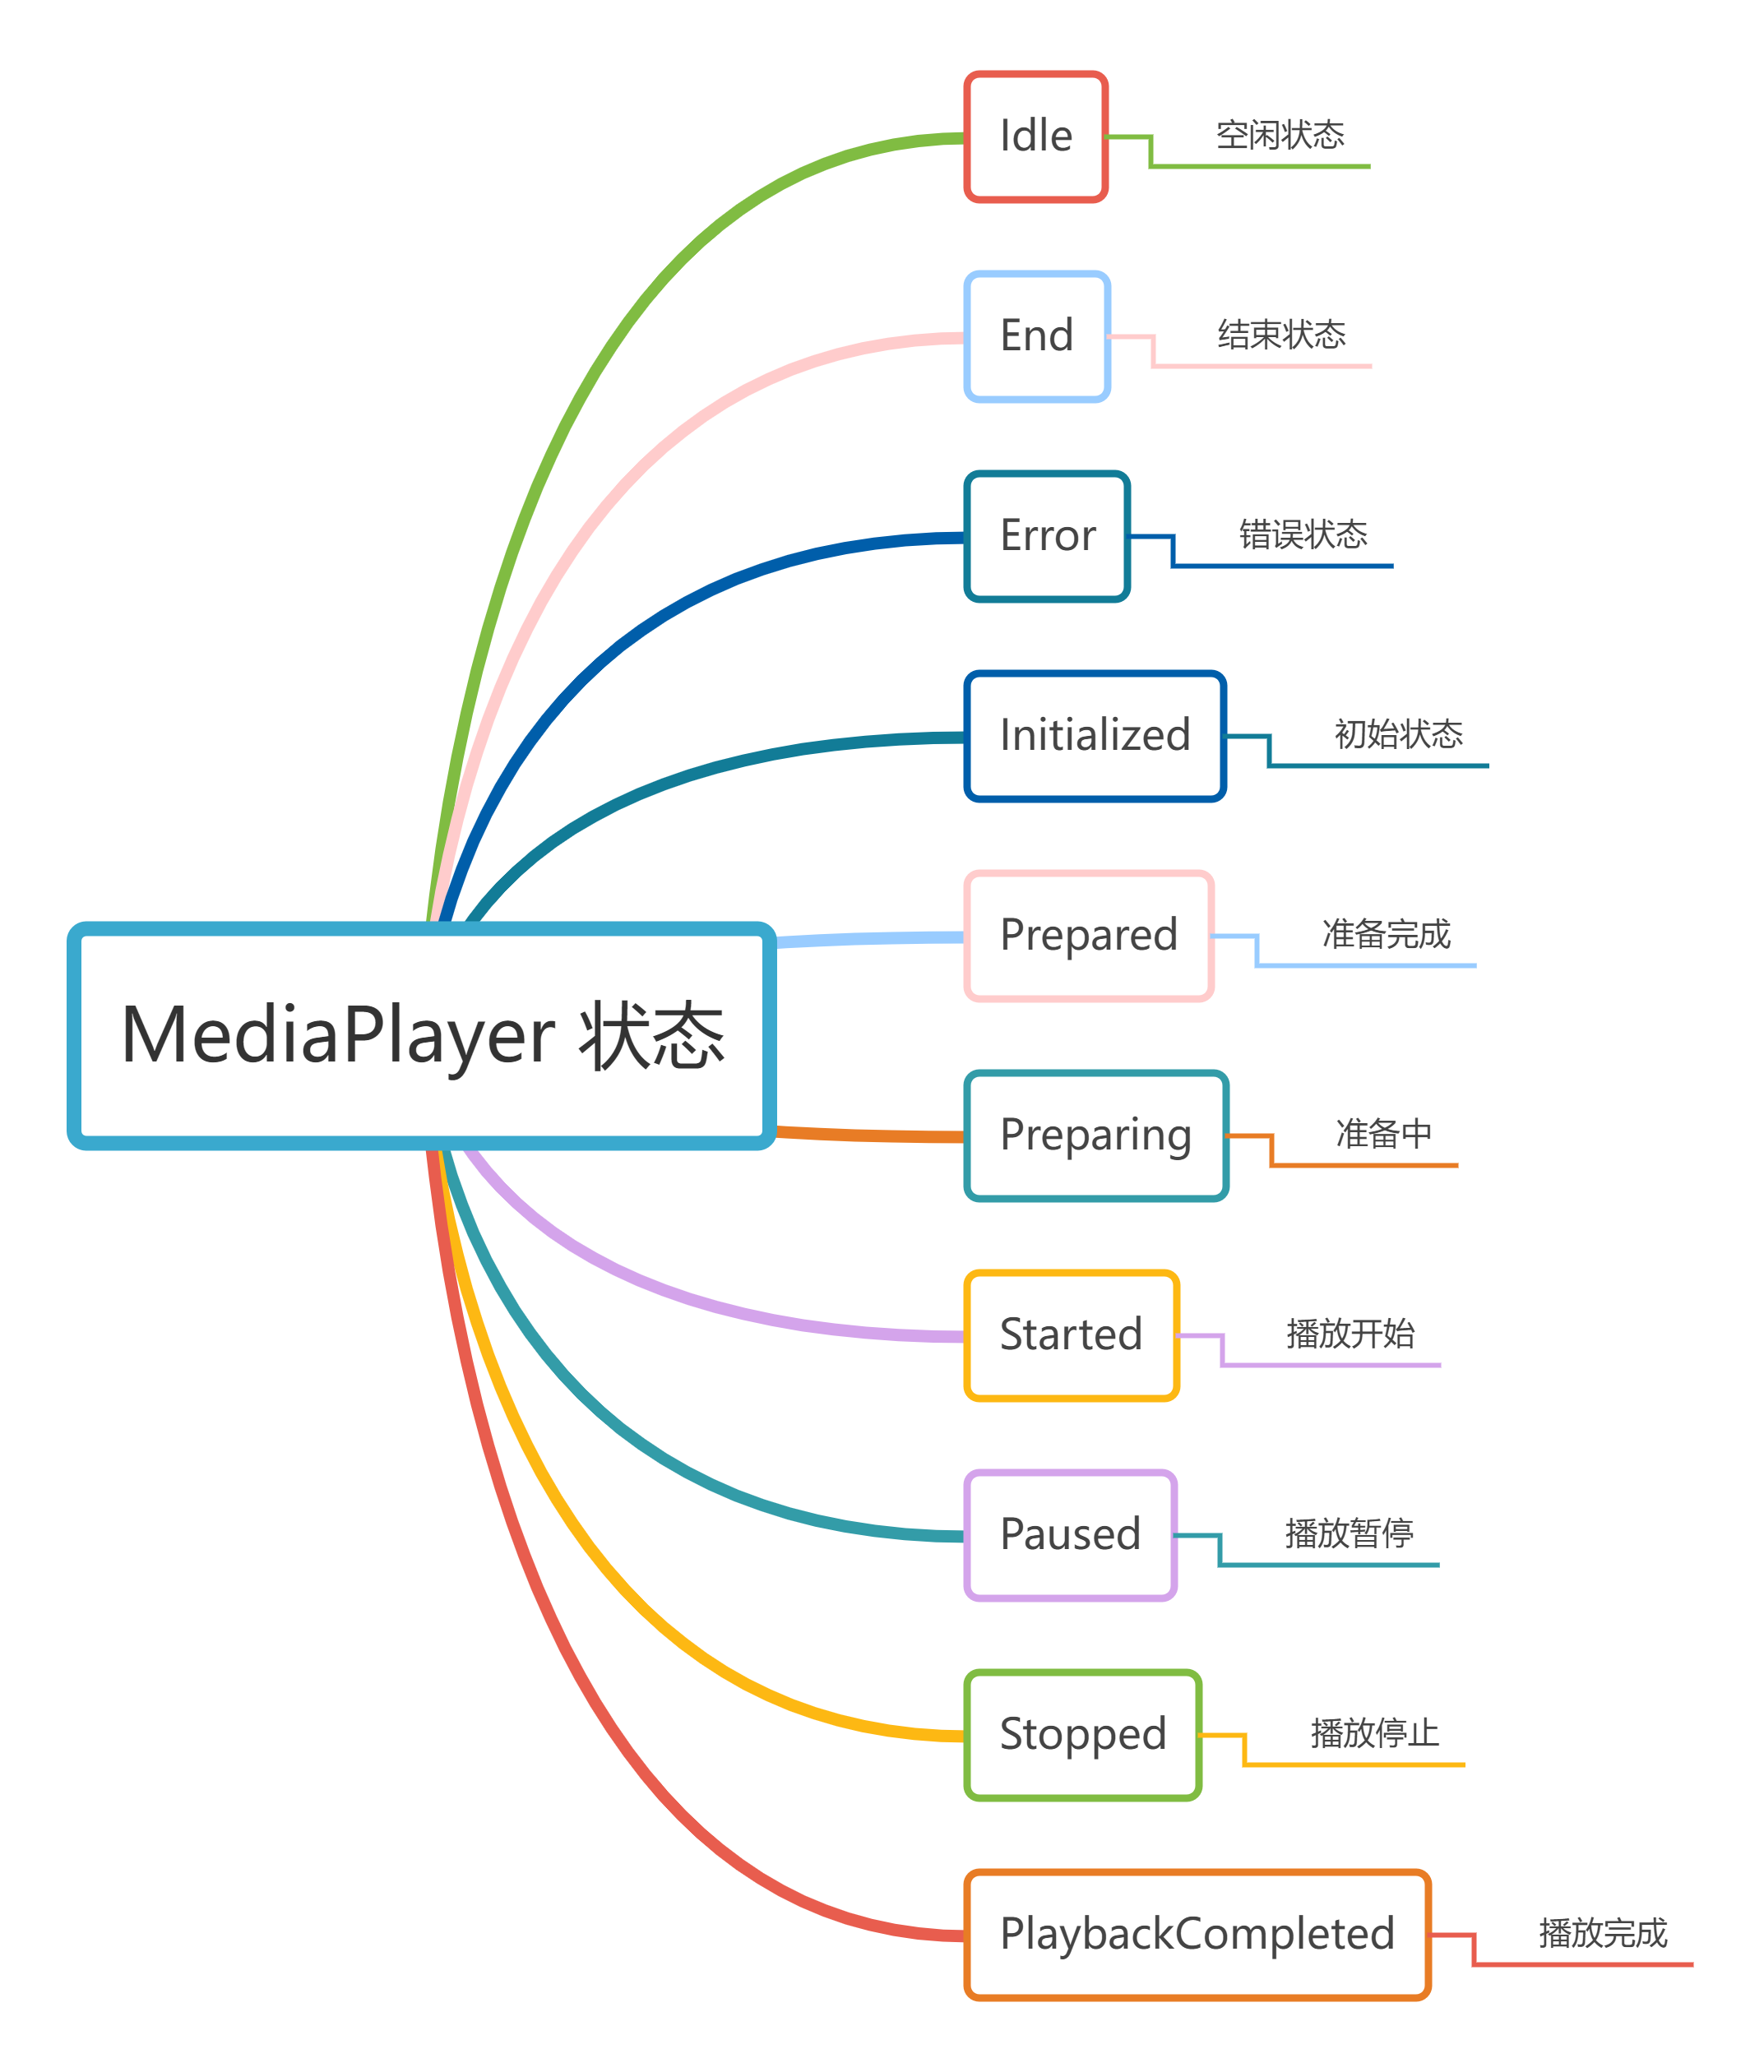 MediaPlayer 状态
Idle
空闲状态
End
结束状态
Error
错误状态
Initialized
初始状态
Prepared
准备完成
Preparing
准备中
Started
播放开始
Paused
播放暂停
Stopped
播放停止
PlaybackCompleted
播放完成